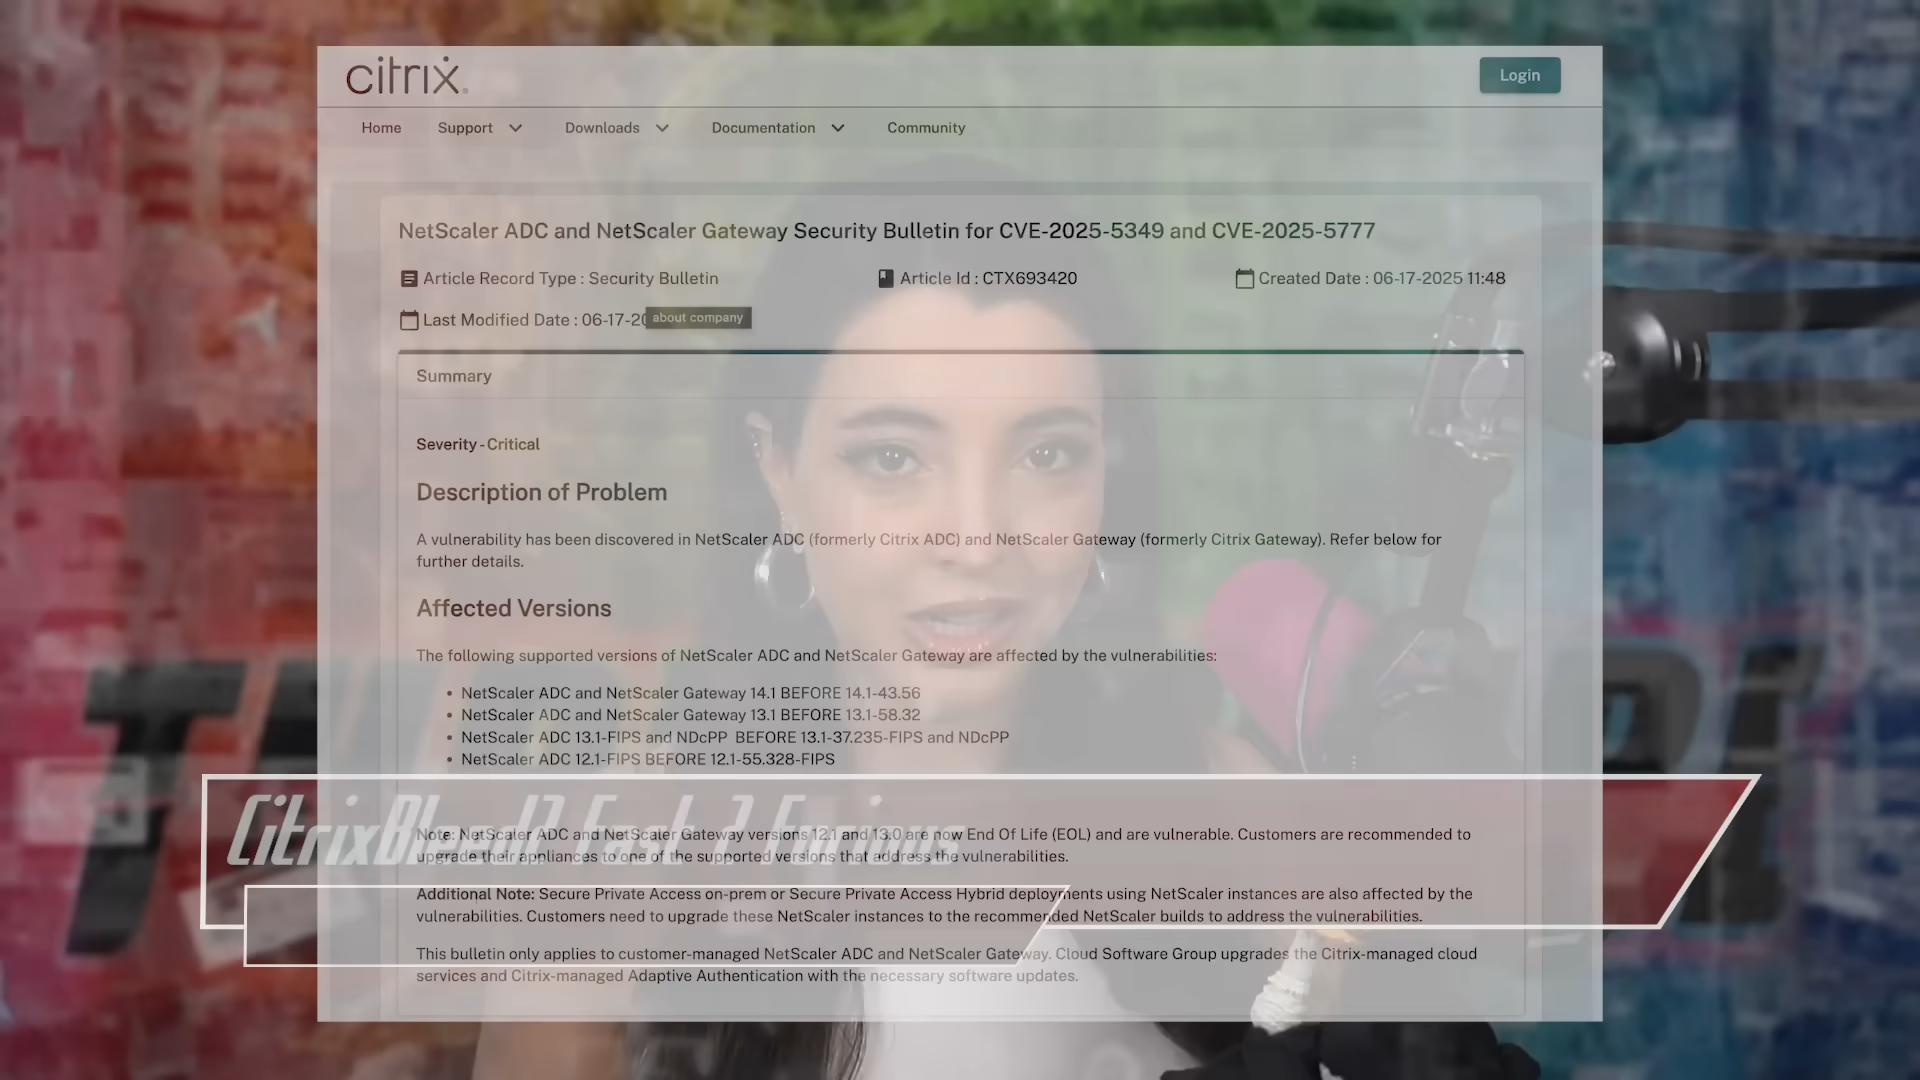 citrix
Login
Home Support Downloads Documentation Community
NetScaler ADC and NetScaler Gateway Security Bulletin for CVE-2025-5349 and CVE-2025-5777
Article Record Type : Security Bulletin Article Id : CTX693420 Created Date : 06-17-2025 11:48
Last Modified Date : 06-17-20
about company
Summary
Severity - Critical
Description of Problem
A vulnerability has been discovered in NetScaler ADC (formerly Citrix ADC) and NetScaler Gateway (formerly Citrix Gateway). Refer below for
further details.
Affected Versions
The following supported versions of NetScaler ADC and NetScaler Gateway are affected by the vulnerabilities:
• NetScaler ADC and NetScaler Gateway 14.1 BEFORE 14.1-43.56
• NetScaler ADC and NetScaler Gateway 13.1 BEFORE 13.1-58.32
• NetScaler ADC 13.1-FIPS and NDcPP BEFORE 13.1-37.235-FIPS and NDcPP
• NetScaler ADC 12.1-FIPS BEFORE 12.1-55.328-FIPS
CitrixBleed2 Fast 2 Furious
Note: NetScaler ADC and NetScaler Gateway versions 12.1 and 13.0 are now End Of Life (EOL) and are vulnerable. Customers are recommended to
upgrade their appliances to one of the supported versions that address the vulnerabilities.
Additional Note: Secure Private Access on-prem or Secure Private Access Hybrid deployments using NetScaler instances are also affected by the
vulnerabilities. Customers need to upgrade these NetScaler instances to the recommended NetScaler builds to address the vulnerabilities.
This bulletin only applies to customer-managed NetScaler ADC and NetScaler Gateway. Cloud Software Group upgrades the Citrix-managed cloud
services and Citrix-managed Adaptive Authentication with the necessary software updates.